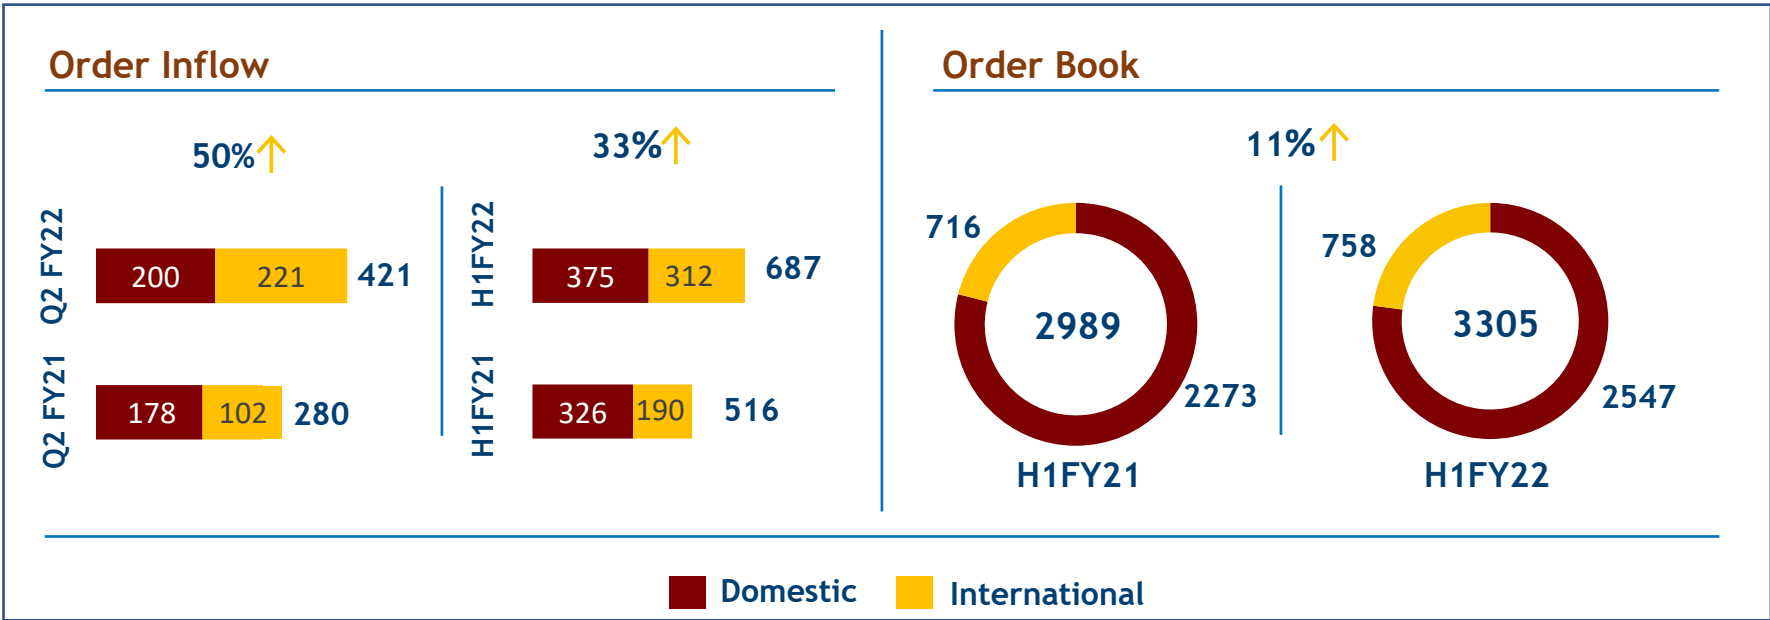 Order Inflow
50%
33%
Q2 FY22
200
221
421
H1FY22
375
312
687
Q2 FY21
178
102
280
H1FY21
326
190
516
Order Book
11%
716
2989
2273
H1FY21
758
3305
2547
H1FY22
Domestic
International